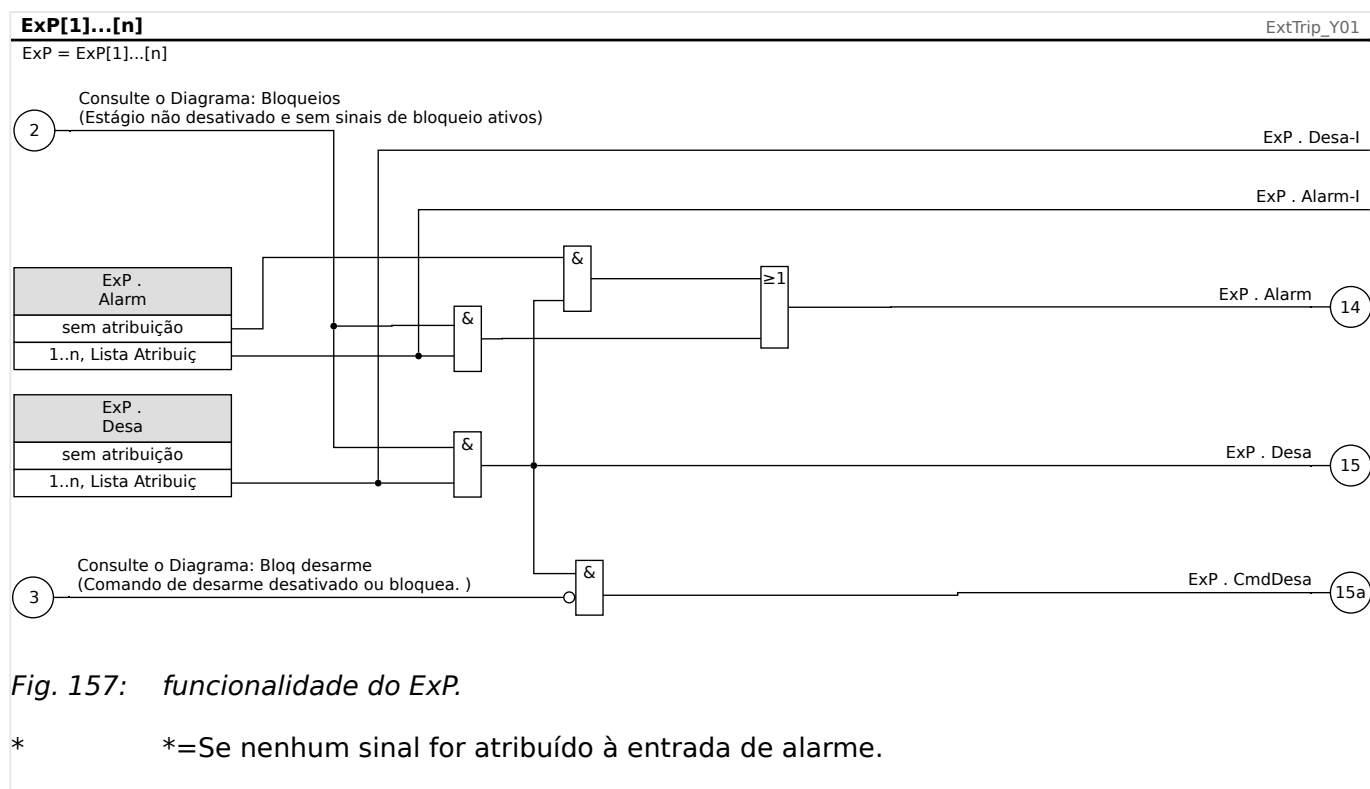 ExP[1]...[n]
ExtTrip_Y01
ExP = ExP[1]...[n]
Consulte o Diagrama: Bloqueios
(Estágio não desativado e sem sinais de bloqueio ativos)
2
ExP . Desa-I
ExP . Alarm-I
&
ExP .
Alarm
≥1
sem atribuição
1..n, Lista Atribuiç
&
ExP . Alarm
14
ExP .
Desa
sem atribuição
1..n, Lista Atribuiç
&
ExP . Desa
15
Consulte o Diagrama: Bloq desarme
(Comando de desarme desativado ou bloquea. )
3
&
ExP . CmdDesa
15a
Fig. 157: funcionalidade do ExP.
* *=Se nenhum sinal for atribuído à entrada de alarme.